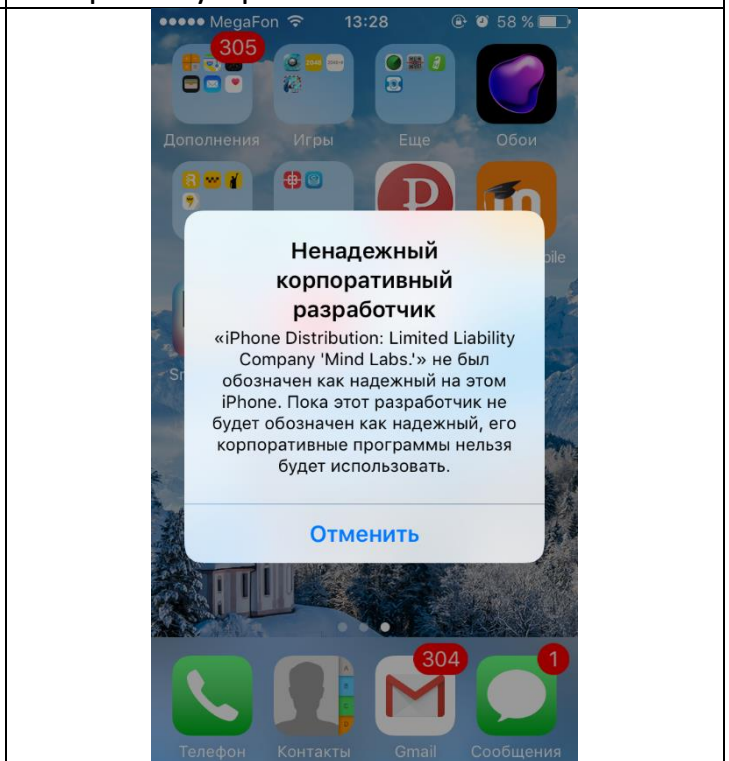 MegaFon 13:28 58 %
305
Дополнения Игры Еще Обои
Ненадежный
корпоративный
разработчик
«iPhone Distribution: Limited Liability
Company 'Mind Labs.'» не был
обозначен как надежный на этом
iPhone. Пока этот разработчик не
будет обозначен как надежный, его
корпоративные программы нельзя
будет использовать.
Отменить
304 1
Телефон Контакты Gmail Сообщения